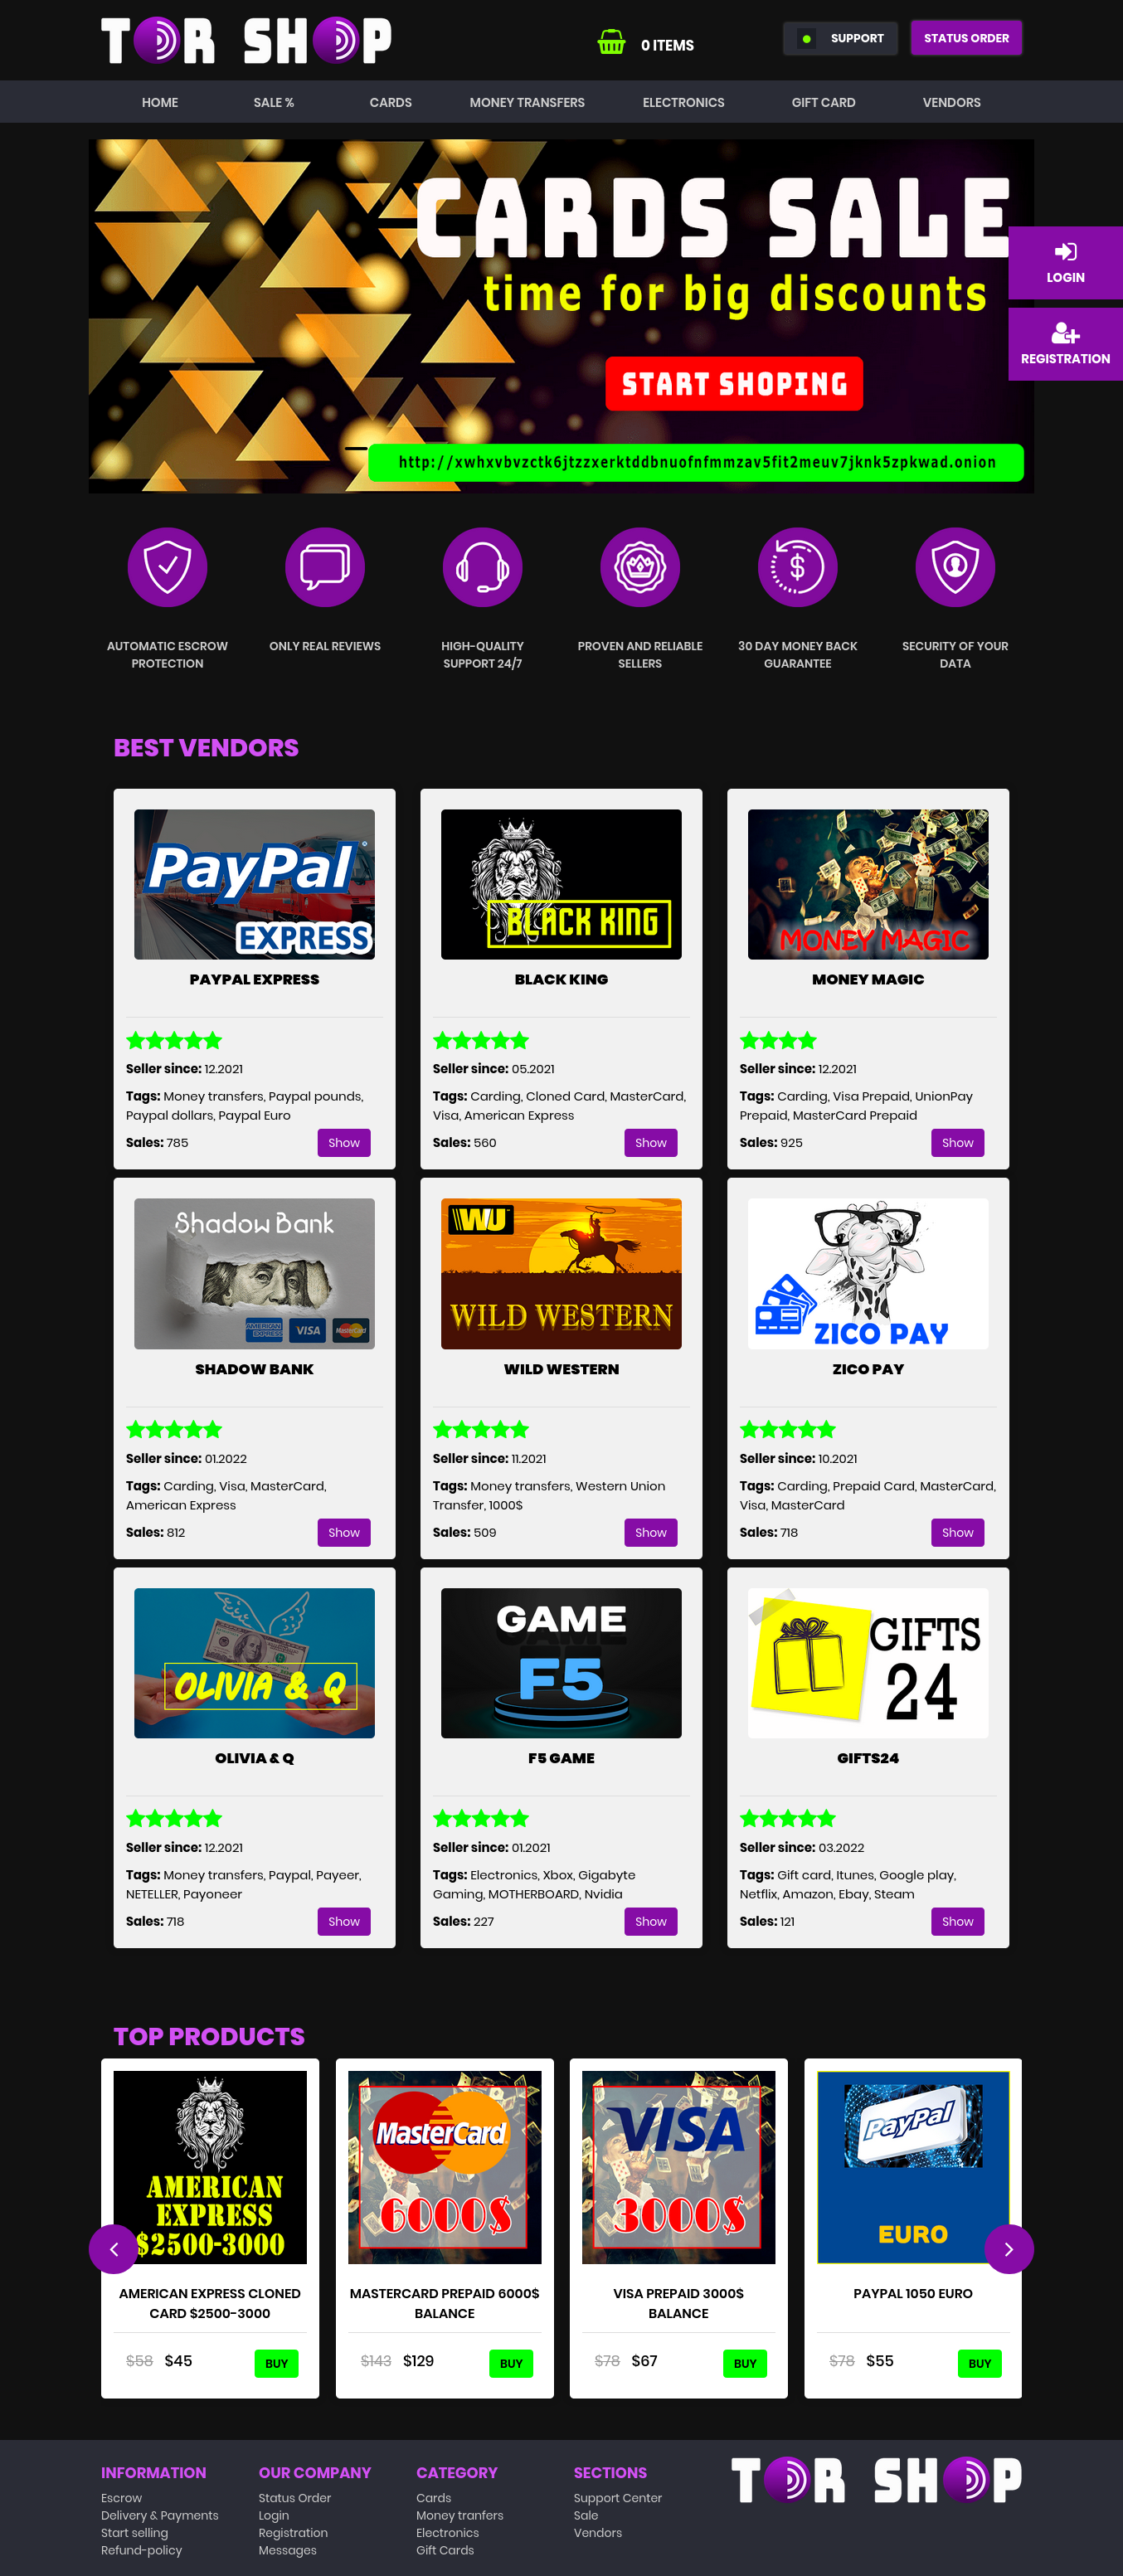 TOR SHOP
0 ITEMS
SUPPORT
STATUS ORDER
HOME
SALE %
CARDS
MONEY TRANSFERS
ELECTRONICS
GIFT CARD
VENDORS
CARDS SALE
time for big discounts
START SHOPING
http://xwhxvbvzctk6jtzzxerktddbnuofnfmmzav5fit2meuv7jknk5zpkwad.onion
LOGIN
REGISTRATION
AUTOMATIC ESCROW
PROTECTION
ONLY REAL REVIEWS
HIGH-QUALITY
SUPPORT 24/7
PROVEN AND RELIABLE
SELLERS
30 DAY MONEY BACK
GUARANTEE
SECURITY OF YOUR
DATA
BEST VENDORS
PayPal
EXPRESS
PAYPAL EXPRESS
Seller since: 12.2021
Tags: Money transfers, Paypal pounds,
Paypal dollars, Paypal Euro
Sales: 785
Show
BLACK KING
BLACK KING
Seller since: 05.2021
Tags: Carding, Cloned Card, MasterCard,
Visa, American Express
Sales: 560
Show
MONEY MAGIC
MONEY MAGIC
Seller since: 12.2021
Tags: Carding, Visa Prepaid, UnionPay
Prepaid, MasterCard Prepaid
Sales: 925
Show
Shadow Bank
AMERICAN EXPRESS
VISA
MasterCard
SHADOW BANK
Seller since: 01.2022
Tags: Carding, Visa, MasterCard,
American Express
Sales: 812
Show
WU
WILD WESTERN
WILD WESTERN
Seller since: 11.2021
Tags: Money transfers, Western Union
Transfer, 1000$
Sales: 509
Show
ZICO PAY
ZICO PAY
Seller since: 10.2021
Tags: Carding, Prepaid Card, MasterCard,
Visa, MasterCard
Sales: 718
Show
OLIVIA & Q
OLIVIA & Q
Seller since: 12.2021
Tags: Money transfers, Paypal, Payeer,
NETELLER, Payoneer
Sales: 718
Show
GAME
F5
F5 GAME
Seller since: 01.2021
Tags: Electronics, Xbox, Gigabyte
Gaming, MOTHERBOARD, Nvidia
Sales: 227
Show
GIFTS
24
GIFTS24
Seller since: 03.2022
Tags: Gift card, Itunes, Google play,
Netflix, Amazon, Ebay, Steam
Sales: 121
Show
TOP PRODUCTS
AMERICAN
EXPRESS
$2500-3000
AMERICAN EXPRESS CLONED
CARD $2500-3000
$58 $45
BUY
MasterCard
6000$
MASTERCARD PREPAID 6000$
BALANCE
$143 $129
BUY
VISA
3000$
VISA PREPAID 3000$
BALANCE
$78 $67
BUY
PayPal
EURO
PAYPAL 1050 EURO
$78 $55
BUY
INFORMATION
Escrow
Delivery & Payments
Start selling
Refund-policy
OUR COMPANY
Status Order
Login
Registration
Messages
CATEGORY
Cards
Money tranfers
Electronics
Gift Cards
SECTIONS
Support Center
Sale
Vendors
TOR SHOP